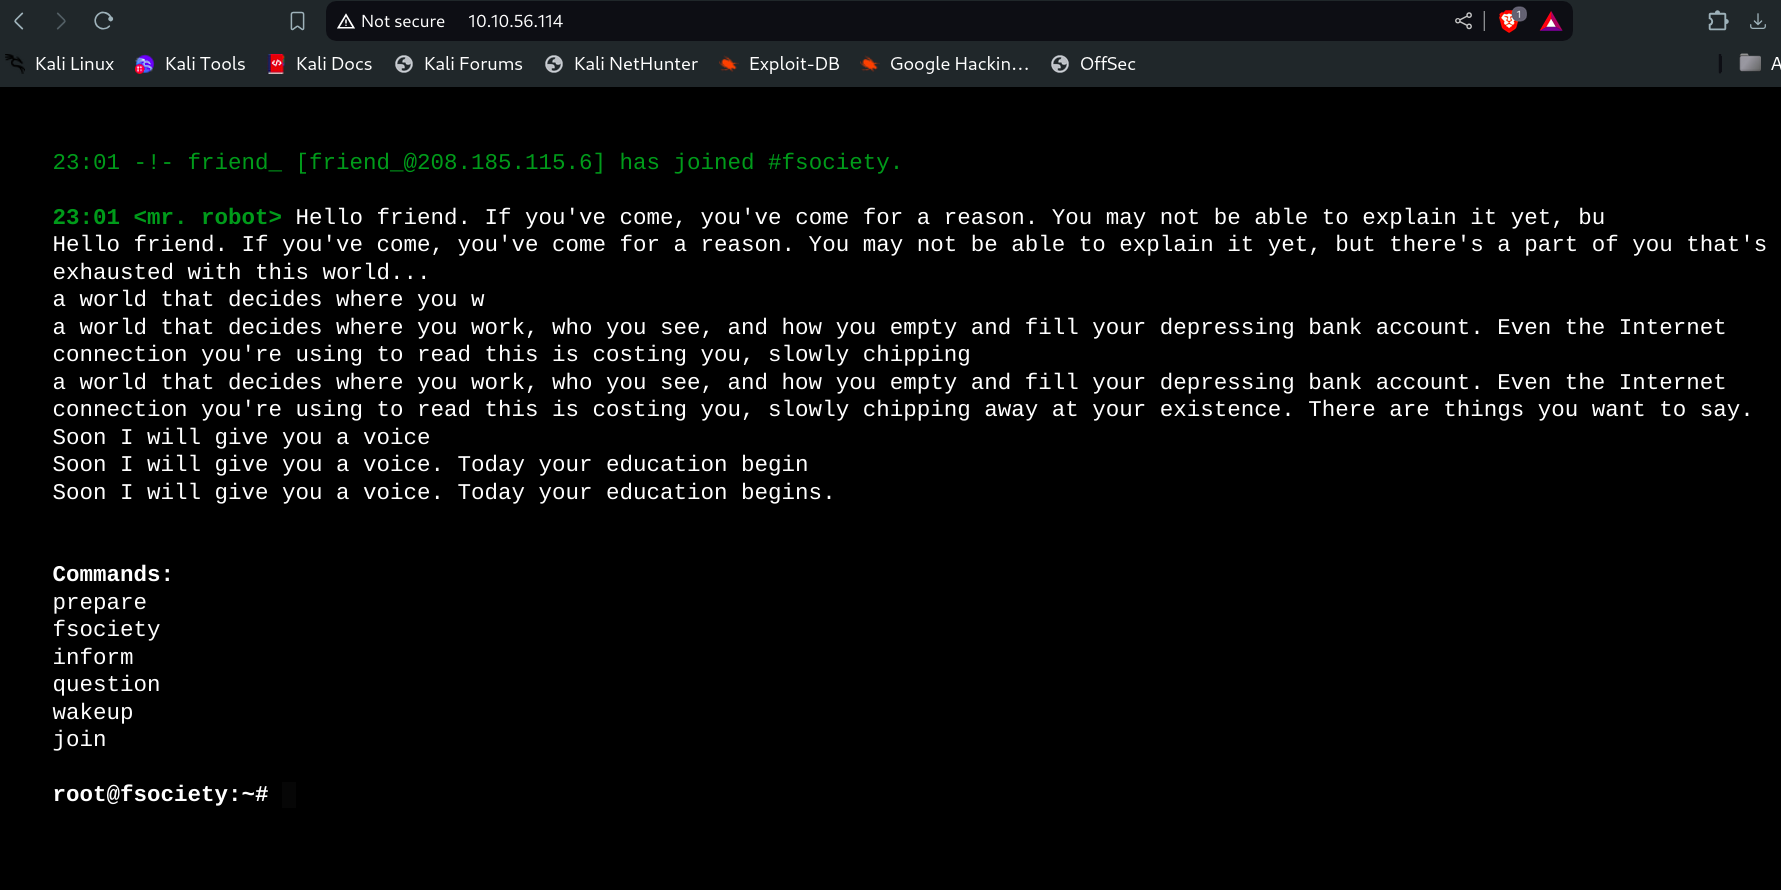 Not secure 10.10.56.114 1
Kali Linux Kali Tools Kali Docs Kali Forums Kali NetHunter Exploit-DB Google Hackin... OffSec A
23:01 -!- friend_ [friend_@208.185.115.6] has joined #fsociety.
23:01 <mr. robot> Hello friend. If you've come, you've come for a reason. You may not be able to explain it yet, bu
Hello friend. If you've come, you've come for a reason. You may not be able to explain it yet, but there's a part of you that's
exhausted with this world...
a world that decides where you w
a world that decides where you work, who you see, and how you empty and fill your depressing bank account. Even the Internet
connection you're using to read this is costing you, slowly chipping
a world that decides where you work, who you see, and how you empty and fill your depressing bank account. Even the Internet
connection you're using to read this is costing you, slowly chipping away at your existence. There are things you want to say.
Soon I will give you a voice
Soon I will give you a voice. Today your education begin
Soon I will give you a voice. Today your education begins.
Commands:
prepare
fsociety
inform
question
wakeup
join
root@fsociety:~#